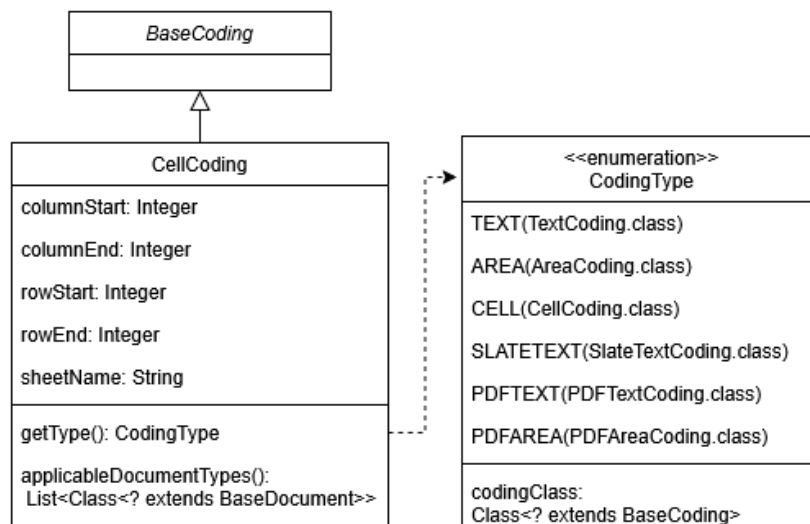 BaseCoding
CellCoding
columnStart: Integer
columnEnd: Integer
rowStart: Integer
rowEnd: Integer
sheetName: String
getType(): CodingType
applicableDocumentTypes():
List<Class<? extends BaseDocument>>
<<enumeration>>
CodingType
TEXT(TextCoding.class)
AREA(AreaCoding.class)
CELL(CellCoding.class)
SLATETEXT(SlateTextCoding.class)
PDFTEXT(PDFTextCoding.class)
PDFAREA(PDFAreaCoding.class)
codingClass:
Class<? extends BaseCoding>